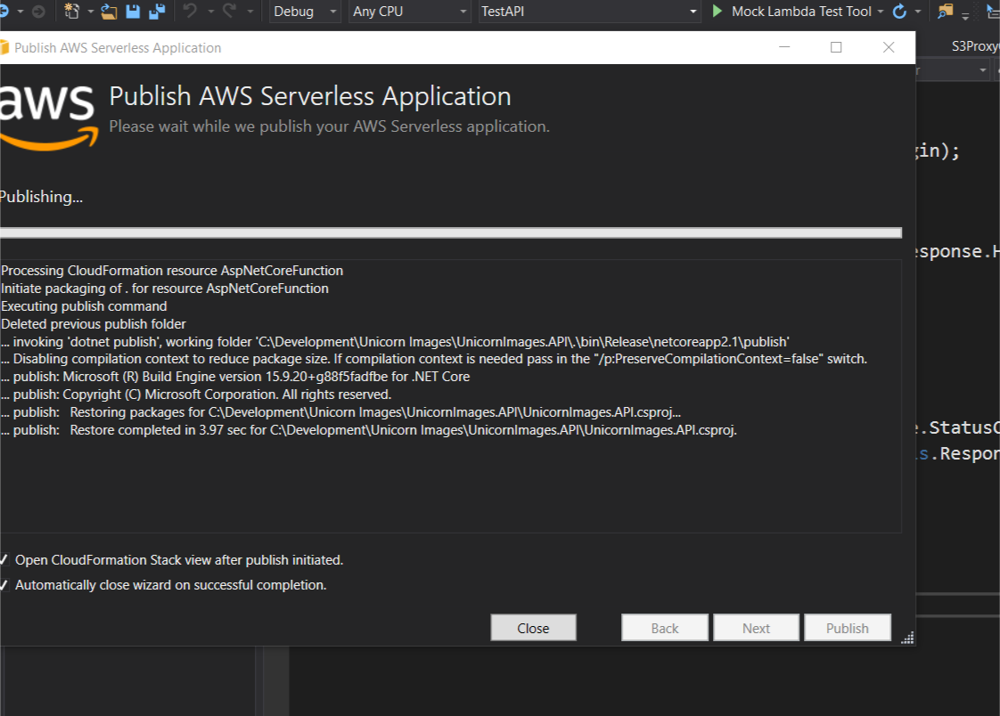 Debug
Any CPU
TestAPI
Mock Lambda Test Tool
Publish AWS Serverless Application
S3Proxy
aws
Publish AWS Serverless Application
Please wait while we publish your AWS Serverless application.
gin);
Publishing...
esponse.H
Processing CloudFormation resource AspNetCoreFunction
Initiate packaging of . for resource AspNetCoreFunction
Executing publish command
Deleted previous publish folder
... invoking 'dotnet publish', working folder 'C:\Development\Unicorn Images\UnicornImages.API\.\bin\Release\netcoreapp2.1\publish'
... Disabling compilation context to reduce package size. If compilation context is needed pass in the "/p:PreserveCompilationContext=false" switch.
... publish: Microsoft (R) Build Engine version 15.9.20+g88f5fadfbe for .NET Core
... publish: Copyright (C) Microsoft Corporation. All rights reserved.
... publish:   Restoring packages for C:\Development\Unicorn Images\UnicornImages.API\UnicornImages.API.csproj...
... publish:   Restore completed in 3.97 sec for C:\Development\Unicorn Images\UnicornImages.API\UnicornImages.API.csproj.
e.StatusC
is.Respon
Open CloudFormation Stack view after publish initiated.
Automatically close wizard on successful completion.
Close
Back
Next
Publish